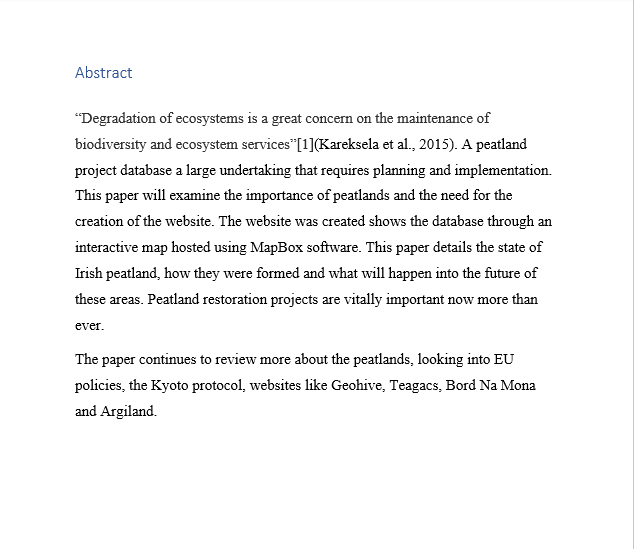 Abstract
“Degradation of ecosystems is a great concern on the maintenance of
biodiversity and ecosystem services”[1](Kareksela et al., 2015). A peatland
project database a large undertaking that requires planning and implementation.
This paper will examine the importance of peatlands and the need for the
creation of the website. The website was created shows the database through an
interactive map hosted using MapBox software. This paper details the state of
Irish peatland, how they were formed and what will happen into the future of
these areas. Peatland restoration projects are vitally important now more than
ever.
The paper continues to review more about the peatlands, looking into EU
policies, the Kyoto protocol, websites like Geohive, Teagacs, Bord Na Mona
and Argiland.